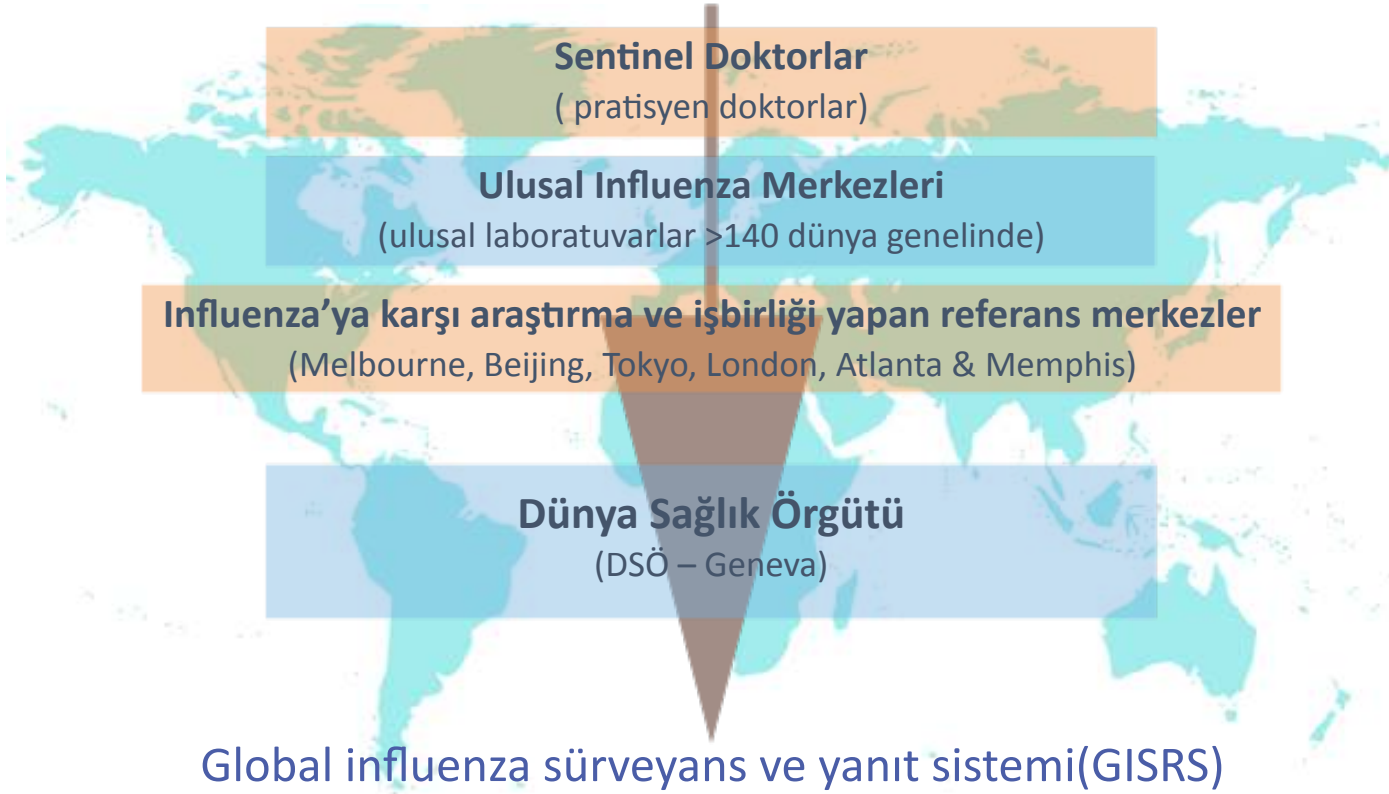 Sentinel Doktorlar
( pratisyen doktorlar)
Ulusal Influenza Merkezleri
(ulusal laboratuvarlar >140 dünya genelinde)
Influenza’ya karşı araştırma ve işbirliği yapan referans merkezler
(Melbourne, Beijing, Tokyo, London, Atlanta & Memphis)
Dünya Sağlık Örgütü
(DSÖ – Geneva)
Global influenza sürveyans ve yanıt sistemi(GISRS)